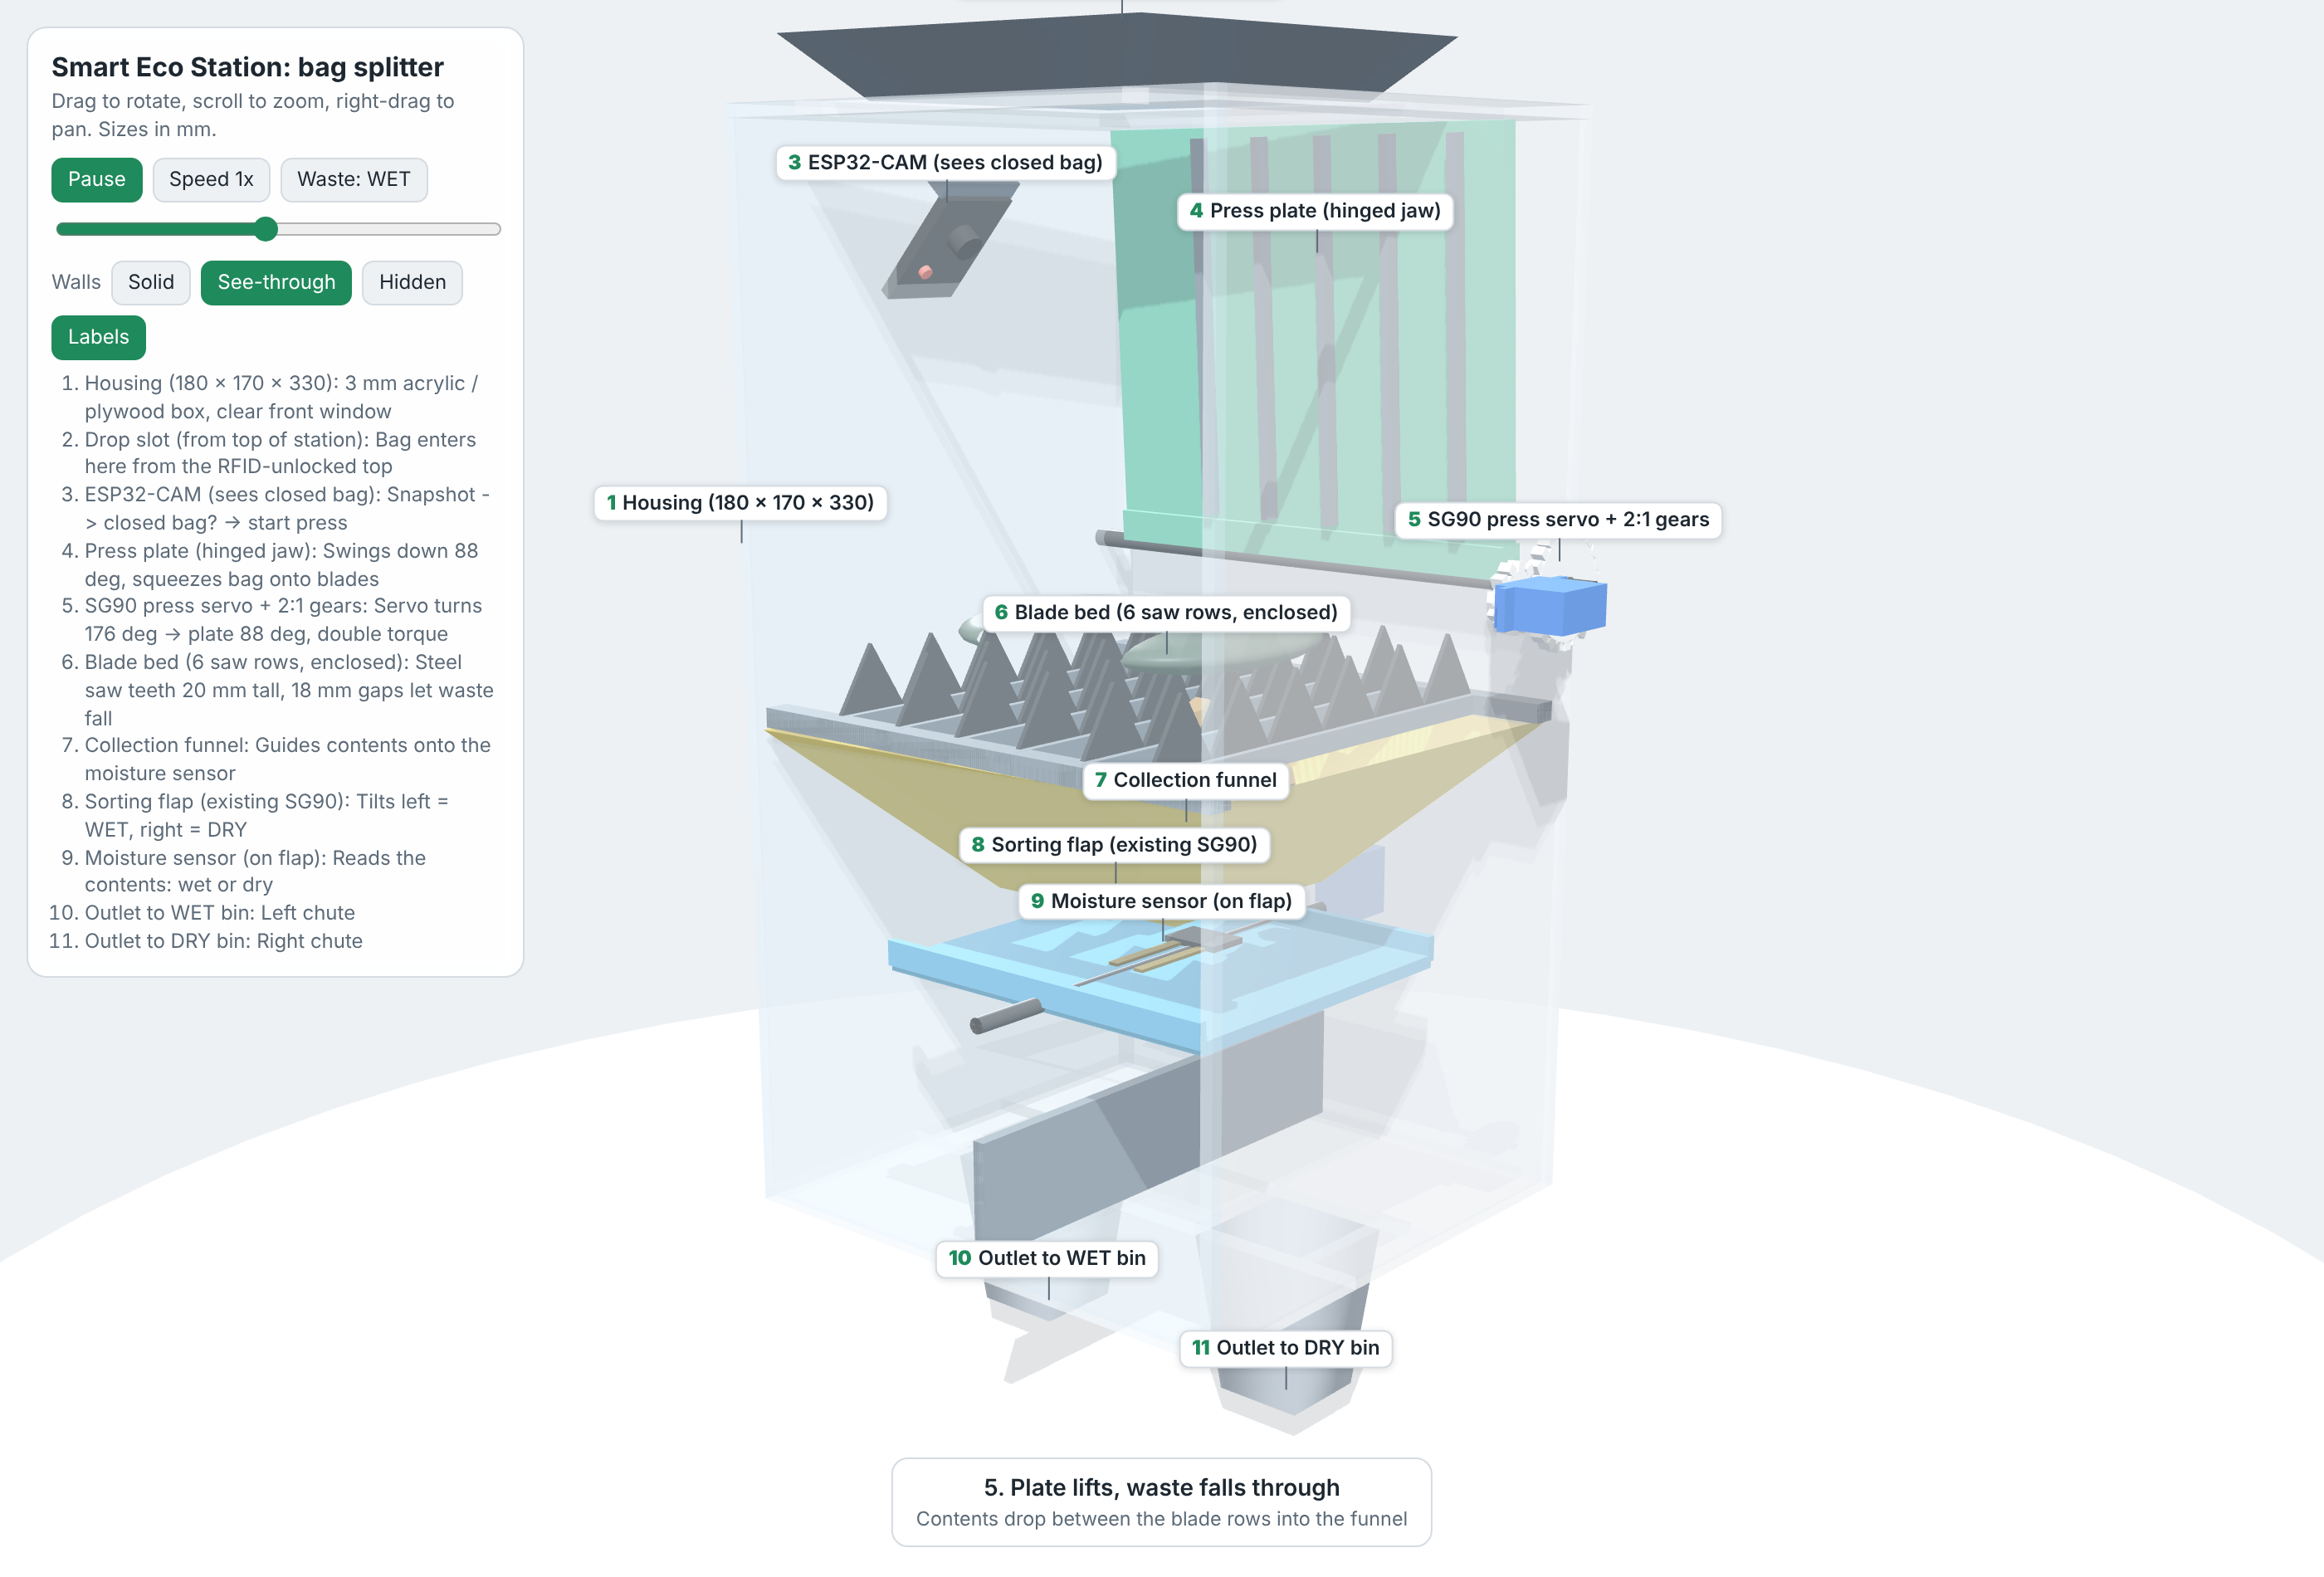 Smart Eco Station: bag splitter
Drag to rotate, scroll to zoom, right-drag to
pan. Sizes in mm.
Pause
Speed 1x
Waste: WET
Walls
Solid
See-through
Hidden
Labels
1. Housing (180 × 170 × 330): 3 mm acrylic /
plywood box, clear front window
2. Drop slot (from top of station): Bag enters
here from the RFID-unlocked top
3. ESP32-CAM (sees closed bag): Snapshot -
> closed bag? → start press
4. Press plate (hinged jaw): Swings down 88
deg, squeezes bag onto blades
5. SG90 press servo + 2:1 gears: Servo turns
176 deg → plate 88 deg, double torque
6. Blade bed (6 saw rows, enclosed): Steel
saw teeth 20 mm tall, 18 mm gaps let waste
fall
7. Collection funnel: Guides contents onto the
moisture sensor
8. Sorting flap (existing SG90): Tilts left =
WET, right = DRY
9. Moisture sensor (on flap): Reads the
contents: wet or dry
10. Outlet to WET bin: Left chute
11. Outlet to DRY bin: Right chute
3 ESP32-CAM (sees closed bag)
4 Press plate (hinged jaw)
1 Housing (180 × 170 × 330)
5 SG90 press servo + 2:1 gears
6 Blade bed (6 saw rows, enclosed)
7 Collection funnel
8 Sorting flap (existing SG90)
9 Moisture sensor (on flap)
10 Outlet to WET bin
11 Outlet to DRY bin
5. Plate lifts, waste falls through
Contents drop between the blade rows into the funnel